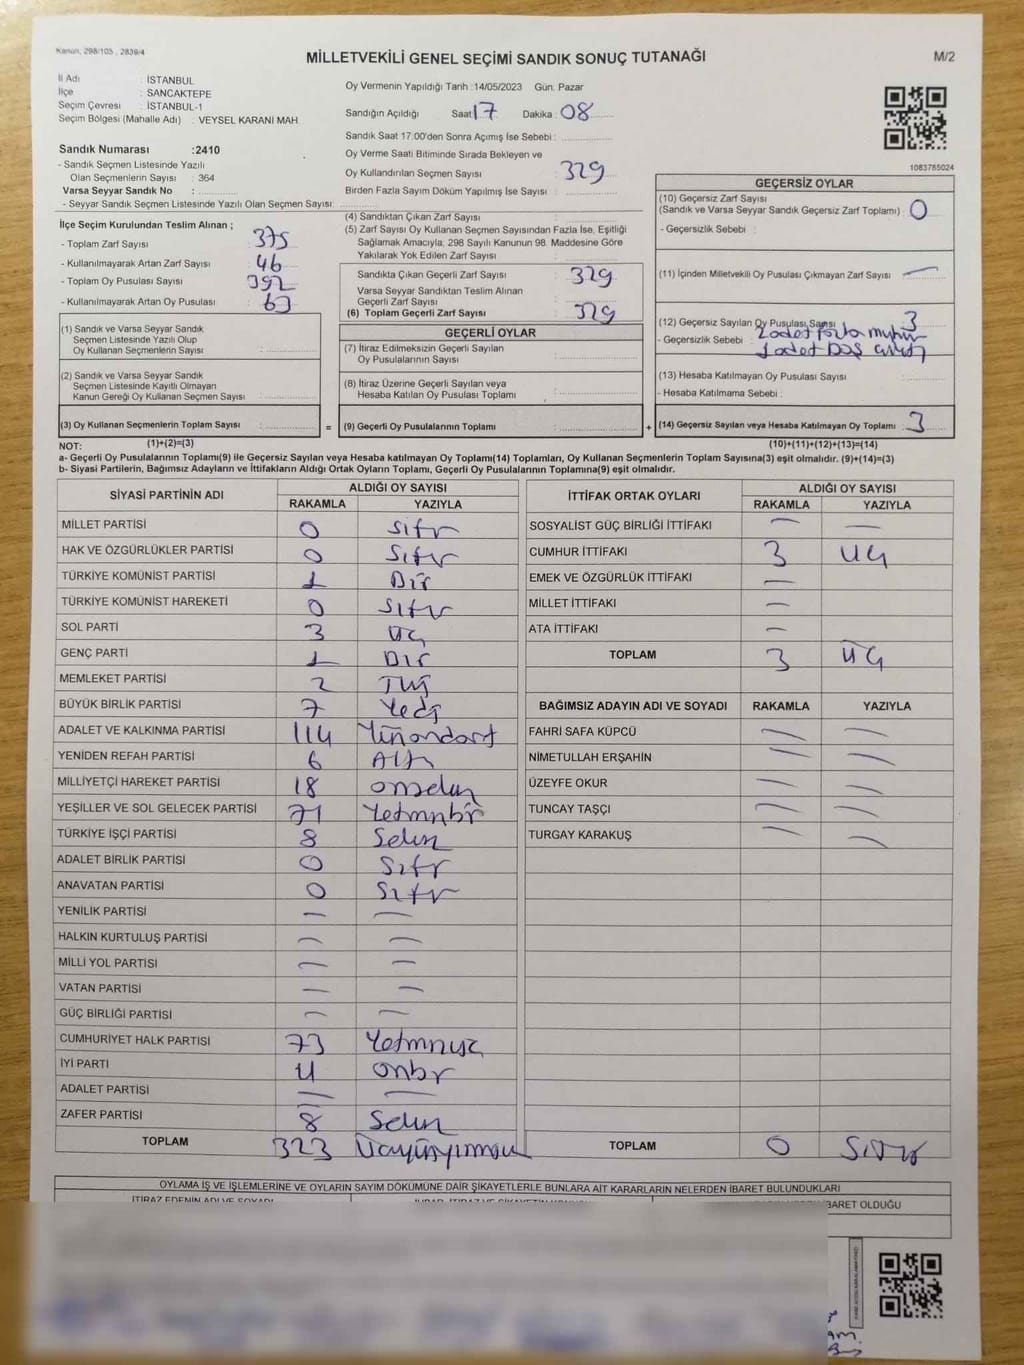 Kanun, 298/105 , 2839/4
MİLLETVEKİLİ GENEL SEÇİMİ SANDIK SONUÇ TUTANAĞI
M/2
İl Adı : İSTANBUL
İlçe : SANCAKTEPE
Seçim Çevresi : İSTANBUL-1
Seçim Bölgesi (Mahalle Adı) : VEYSEL KARANİ MAH.
Sandık Numarası :2410
- Sandık Seçmen Listesinde Yazılı
Olan Seçmenlerin Sayısı : 364
Varsa Seyyar Sandık No :
- Seyyar Sandık Seçmen Listesinde Yazılı Olan Seçmen Sayısı:
Oy Vermenin Yapıldığı Tarih :14/05/2023 Gün: Pazar
Sandığın Açıldığı Saat: 17 Dakika : 08
Sandık Saat 17:00'den Sonra Açımış İse Sebebi :
Oy Verme Saati Bitiminde Sırada Bekleyen ve
Oy Kullandırılan Seçmen Sayısı : 329
Birden Fazla Sayım Döküm Yapılmış İse Sayısı :
1083765024
İlçe Seçim Kurulundan Teslim Alınan ;
- Toplam Zarf Sayısı : 375
- Kullanılmayarak Artan Zarf Sayısı : 46
- Toplam Oy Pusulası Sayısı : 392
- Kullanılmayarak Artan Oy Pusulası : 63
(4) Sandıktan Çıkan Zarf Sayısı :
(5) Zarf Sayısı Oy Kullanan Seçmen Sayısından Fazla İse, Eşitliği
Sağlamak Amacıyla; 298 Sayılı Kanunun 98. Maddesine Göre
Yakılarak Yok Edilen Zarf Sayısı :
Sandıkta Çıkan Geçerli Zarf Sayısı : 329
Varsa Seyyar Sandıktan Teslim Alınan
Geçerli Zarf Sayısı :
(6) Toplam Geçerli Zarf Sayısı : 329
GEÇERSİZ OYLAR
(10) Geçersiz Zarf Sayısı
(Sandık ve Varsa Seyyar Sandık Geçersiz Zarf Toplamı) : 0
- Geçersizlik Sebebi :
(11) İçinden Milletvekili Oy Pusulası Çıkmayan Zarf Sayısı : —
(12) Geçersiz Sayılan Oy Pusulası Sayısı : 3
- Geçersizlik Sebebi : 2 adet fazla mühür
1 adet boş
(13) Hesaba Katılmayan Oy Pusulası Sayısı :
- Hesaba Katılmama Sebebi :
(14) Geçersiz Sayılan veya Hesaba Katılmayan Oy Toplamı : 3
(10)+(11)+(12)+(13)=(14)
(1) Sandık ve Varsa Seyyar Sandık
Seçmen Listesinde Yazılı Olup
Oy Kullanan Seçmenlerin Sayısı :
(2) Sandık ve Varsa Seyyar Sandık
Seçmen Listesinde Kayıtlı Olmayan
Kanun Gereği Oy Kullanan Seçmen Sayısı :
(3) Oy Kullanan Seçmenlerin Toplam Sayısı :
(1)+(2)=(3)
GEÇERLİ OYLAR
(7) İtiraz Edilmeksizin Geçerli Sayılan
Oy Pusulalarının Sayısı :
(8) İtiraz Üzerine Geçerli Sayılan veya
Hesaba Katılan Oy Pusulası Toplamı :
= (9) Geçerli Oy Pusulalarının Toplamı : +
NOT:
a- Geçerli Oy Pusulalarının Toplamı(9) ile Geçersiz Sayılan veya Hesaba katılmayan Oy Toplamı(14) Toplamları, Oy Kullanan Seçmenlerin Toplam Sayısına(3) eşit olmalıdır. (9)+(14)=(3)
b- Siyasi Partilerin, Bağımsız Adayların ve İttifakların Aldığı Ortak Oyların Toplamı, Geçerli Oy Pusulalarının Toplamına(9) eşit olmalıdır.
SİYASİ PARTİNİN ADI ALDIĞI OY SAYISI
RAKAMLA YAZIYLA
MİLLET PARTİSİ 0 Sıfır
HAK VE ÖZGÜRLÜKLER PARTİSİ 0 Sıfır
TÜRKİYE KOMÜNİST PARTİSİ 1 Bir
TÜRKİYE KOMÜNİST HAREKETİ 0 Sıfır
SOL PARTİ 3 Üç
GENÇ PARTİ 1 Bir
MEMLEKET PARTİSİ 2 İki
BÜYÜK BİRLİK PARTİSİ 7 Yedi
ADALET VE KALKINMA PARTİSİ 114 Yüzondört
YENİDEN REFAH PARTİSİ 6 Altı
MİLLİYETÇİ HAREKET PARTİSİ 18 onsekiz
YEŞİLLER VE SOL GELECEK PARTİSİ 71 Yetmişbir
TÜRKİYE İŞÇİ PARTİSİ 8 Sekiz
ADALET BİRLİK PARTİSİ 0 Sıfır
ANAVATAN PARTİSİ 0 Sıfır
YENİLİK PARTİSİ — —
HALKIN KURTULUŞ PARTİSİ — —
MİLLİ YOL PARTİSİ — —
VATAN PARTİSİ — —
GÜÇ BİRLİĞİ PARTİSİ — —
CUMHURİYET HALK PARTİSİ 73 Yetmişüç
İYİ PARTİ 11 onbir
ADALET PARTİSİ — —
ZAFER PARTİSİ 8 Sekiz
TOPLAM 323 Üçyüzyirmiüç
İTTİFAK ORTAK OYLARI ALDIĞI OY SAYISI
RAKAMLA YAZIYLA
SOSYALİST GÜÇ BİRLİĞİ İTTİFAKI — —
CUMHUR İTTİFAKI 3 Üç
EMEK VE ÖZGÜRLÜK İTTİFAKI —
MİLLET İTTİFAKI —
ATA İTTİFAKI —
TOPLAM 3 Üç
BAĞIMSIZ ADAYIN ADI VE SOYADI RAKAMLA YAZIYLA
FAHRİ SAFA KÜPCÜ — —
NİMETULLAH ERŞAHİN — —
ÜZEYFE OKUR — —
TUNCAY TAŞÇI — —
TURGAY KARAKUŞ — —
TOPLAM 0 Sıfır
OYLAMA İŞ VE İŞLEMLERİNE VE OYLARIN SAYIM DÖKÜMÜNE DAİR ŞİKAYETLERLE BUNLARA AİT KARARLARIN NELERDEN İBARET BULUNDUKLARI
İTİRAZ EDENİN ADI VE SOYADI
İBARET OLDUĞU